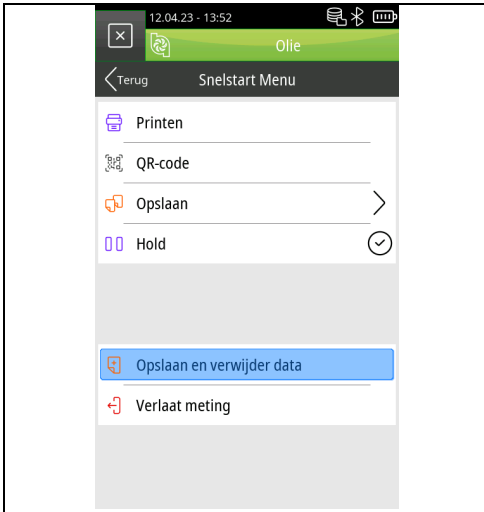 12.04.23 - 13:52
Olie
Terug Snelstart Menu
Printen
QR-code
Opslaan
Hold
Opslaan en verwijder data
Verlaat meting